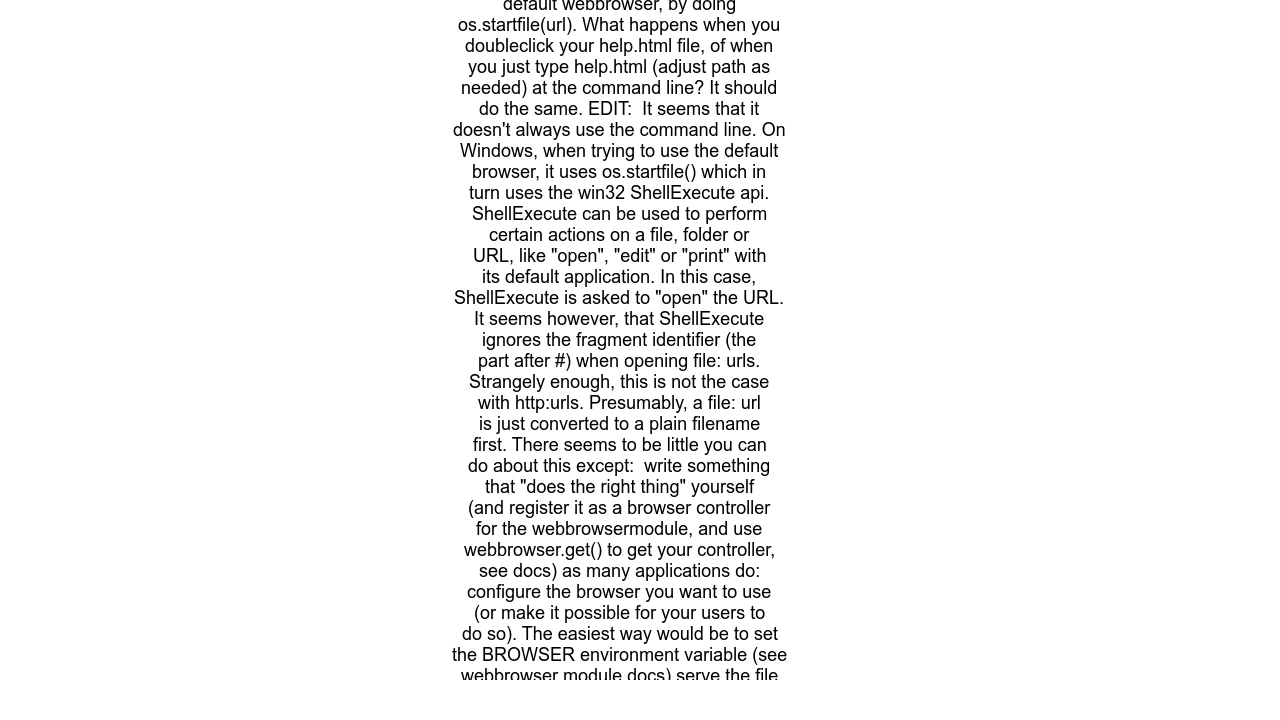 default webbrowser, by doing
os.startfile(url). What happens when you
doubleclick your help.html file, of when
you just type help.html (adjust path as
needed) at the command line? It should
do the same. EDIT:  It seems that it
doesn't always use the command line. On
Windows, when trying to use the default
browser, it uses os.startfile() which in
turn uses the win32 ShellExecute api.
ShellExecute can be used to perform
certain actions on a file, folder or
URL, like "open", "edit" or "print" with
its default application. In this case,
ShellExecute is asked to "open" the URL.
It seems however, that ShellExecute
ignores the fragment identifier (the
part after #) when opening file: urls.
Strangely enough, this is not the case
with http:urls. Presumably, a file: url
is just converted to a plain filename
first. There seems to be little you can
do about this except:  write something
that "does the right thing" yourself
(and register it as a browser controller
for the webbrowsermodule, and use
webbrowser.get() to get your controller,
see docs) as many applications do:
configure the browser you want to use
(or make it possible for your users to
do so). The easiest way would be to set
the BROWSER environment variable (see
webbrowser module docs) serve the file